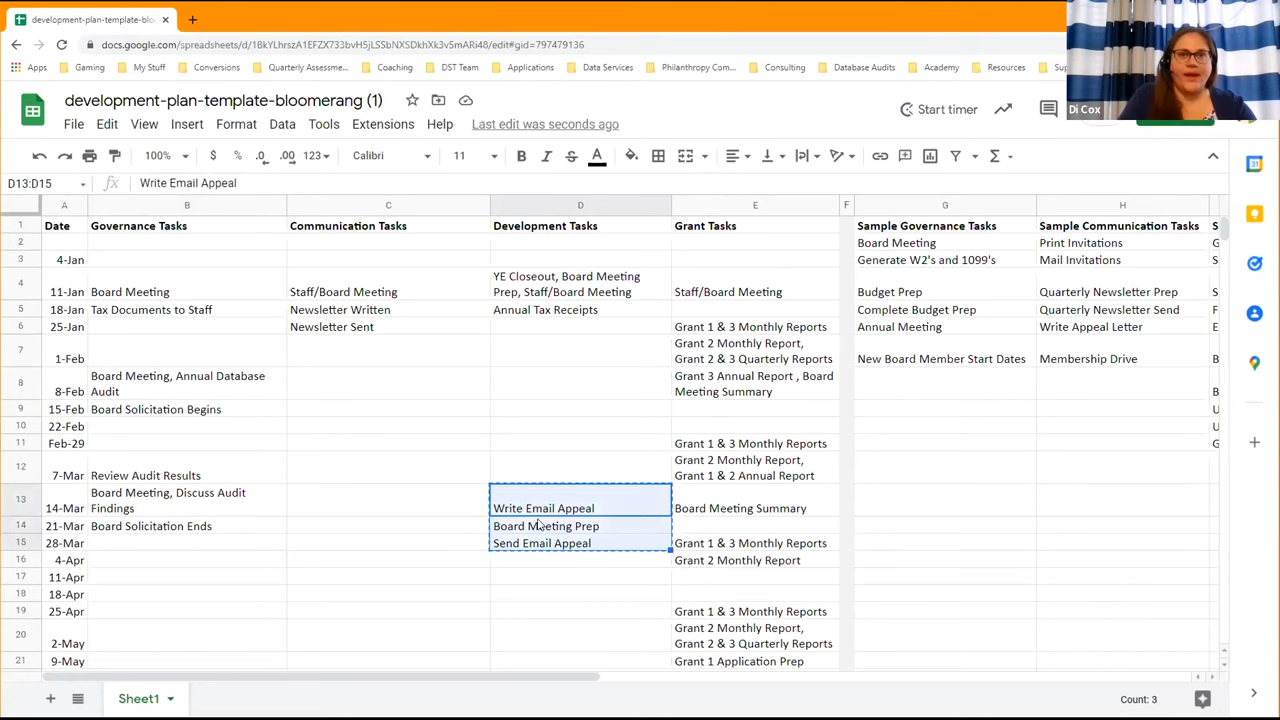 development-plan-template-bloo
docs.google.com/spreadsheets/d/1BkYLhrszA1EFZX733bvH5jLSSbNXSDkhXk3v5mARi48/edit#gid=797479136
Apps Gaming My Stuff Conversions Quarterly Assessme... Coaching DST Team Applications Data Services Philanthropy Com... Consulting Database Audits Academy Resources
Di Cox
development-plan-template-bloomerang (1)
Start timer
File Edit View Insert Format Data Tools Extensions Help Last edit was seconds ago
100% $ % .0 .00 123 Calibri 11 B I S A
D13:D15 fx Write Email Appeal
A B C D E F G H
1 Date Governance Tasks Communication Tasks Development Tasks Grant Tasks Sample Governance Tasks Sample Communication Tasks S
2 Board Meeting Print Invitations
3 4-Jan Generate W2's and 1099's Mail Invitations
YE Closeout, Board Meeting
4 11-Jan Board Meeting Staff/Board Meeting Prep, Staff/Board Meeting Staff/Board Meeting Budget Prep Quarterly Newsletter Prep S
5 18-Jan Tax Documents to Staff Newsletter Written Annual Tax Receipts Complete Budget Prep Quarterly Newsletter Send F
6 25-Jan Newsletter Sent Grant 1 & 3 Monthly Reports Annual Meeting Write Appeal Letter E
Grant 2 Monthly Report,
7 1-Feb Grant 2 & 3 Quarterly Reports New Board Member Start Dates Membership Drive B
Board Meeting, Annual Database Grant 3 Annual Report , Board
8 8-Feb Audit Meeting Summary B
9 15-Feb Board Solicitation Begins U
10 22-Feb U
11 Feb-29 Grant 1 & 3 Monthly Reports G
Grant 2 Monthly Report,
12 7-Mar Review Audit Results Grant 1 & 2 Annual Report
Board Meeting, Discuss Audit
13 14-Mar Findings Write Email Appeal Board Meeting Summary
14 21-Mar Board Solicitation Ends Board Meeting Prep
15 28-Mar Send Email Appeal Grant 1 & 3 Monthly Reports
16 4-Apr Grant 2 Monthly Report
17 11-Apr
18 18-Apr
19 25-Apr Grant 1 & 3 Monthly Reports
Grant 2 Monthly Report,
20 2-May Grant 2 & 3 Quarterly Reports
21 9-May Grant 1 Application Prep
Sheet1 Count: 3